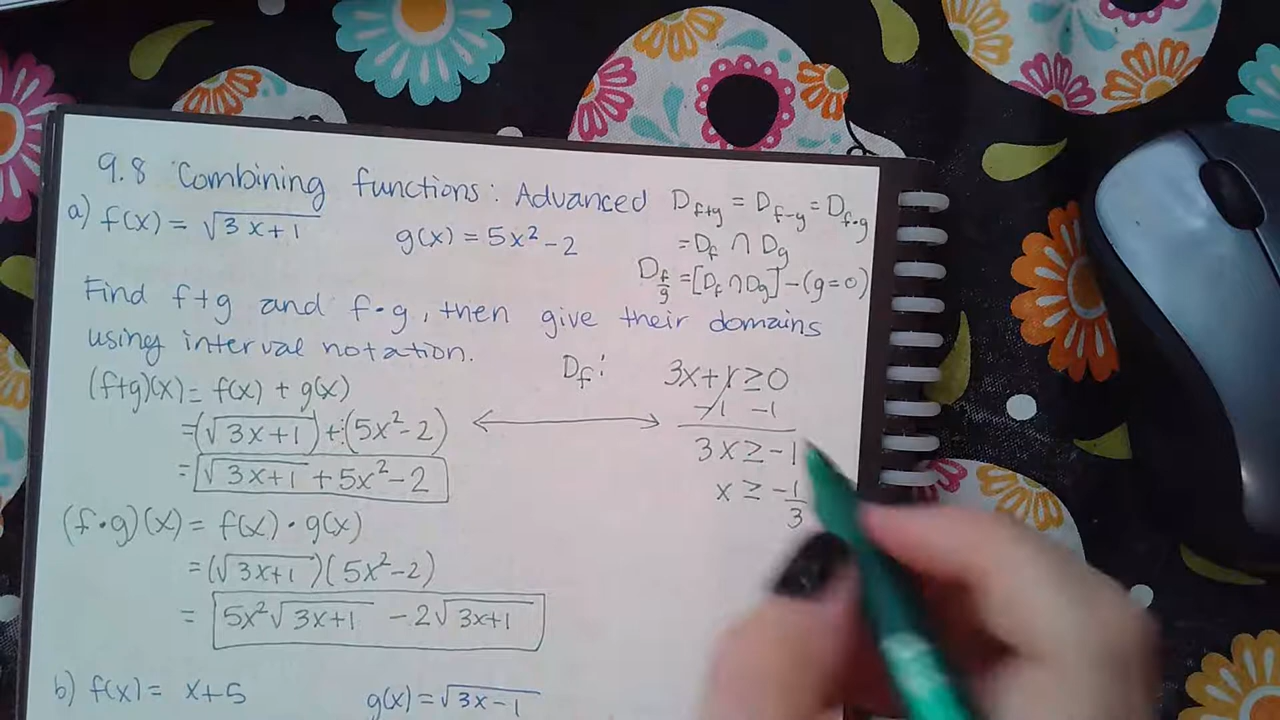 9.8 Combining functions: Advanced
D_{f+g} = D_{f-g} = D_{f•g}
= D_f ∩ D_g
D_{f/g} = [D_f ∩ D_g] - (g=0)
a) f(x) = √(3x+1) g(x) = 5x² - 2
Find f+g and f•g, then give their domains
using interval notation.
(f+g)(x) = f(x) + g(x)
= (√(3x+1)) + (5x² - 2)
= √(3x+1) + 5x² - 2
(f•g)(x) = f(x) • g(x)
= (√(3x+1))(5x² - 2)
= 5x²√(3x+1) - 2√(3x+1)
D_f:
3x+1 ≥ 0
-1 -1
3x ≥ -1
x ≥ -1/3
b) f(x) = x+5 g(x) = √(3x-1)